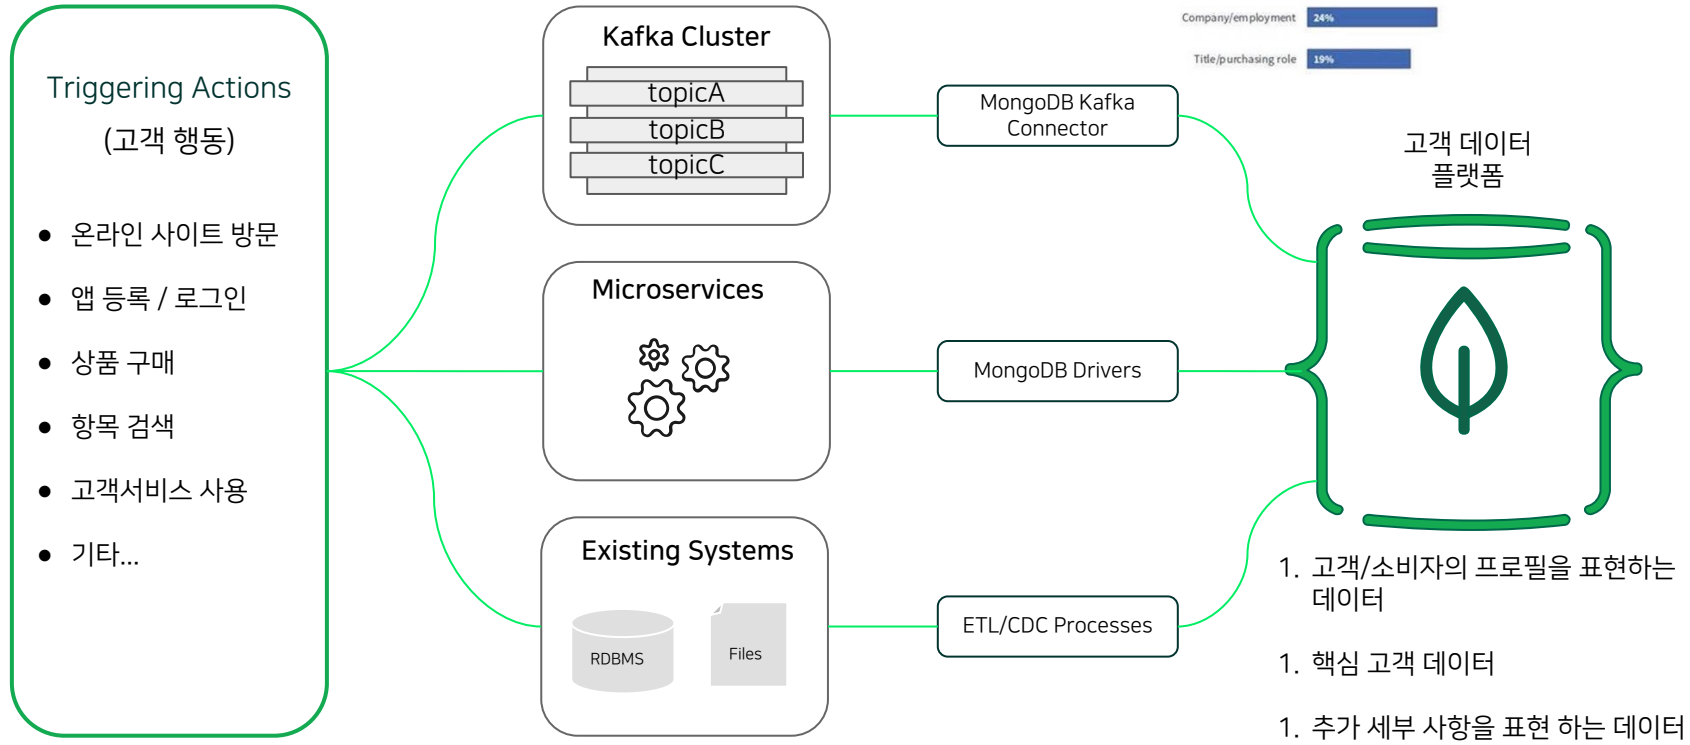 Triggering Actions
(고객 행동)
● 온라인 사이트 방문
● 앱 등록 / 로그인
● 상품 구매
● 항목 검색
● 고객서비스 사용
● 기타...
Kafka Cluster
topicA
topicB
topicC
Microservices
Existing Systems
RDBMS
Files
MongoDB Kafka
Connector
MongoDB Drivers
ETL/CDC Processes
Company/employment 24%
Title/purchasing role 19%
고객 데이터
플랫폼
1. 고객/소비자의 프로필을 표현하는
데이터
1. 핵심 고객 데이터
1. 추가 세부 사항을 표현 하는 데이터